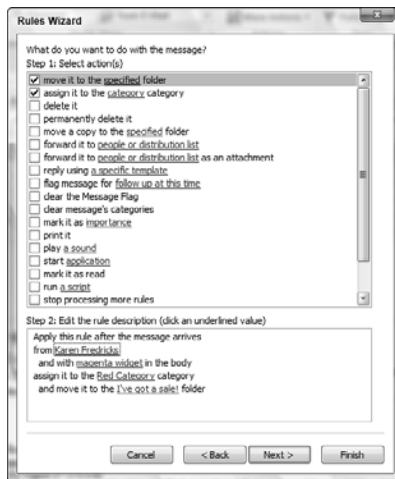 Rules Wizard
What do you want to do with the message?
Step 1: Select action(s)
move it to the specified folder
assign it to the category category
delete it
permanently delete it
move a copy to the specified folder
forward it to people or distribution list
forward it to people or distribution list as an attachment
reply using a specific template
flag message for follow up at this time
clear the Message Flag
clear message's categories
mark it as importance
print it
play a sound
start application
mark it as read
run a script
stop processing more rules
Step 2: Edit the rule description (click an underlined value)
Apply this rule after the message arrives
from Karen Fredricks
and with magenta widget in the body
assign it to the Red Category category
and move it to the I've got a sale! folder
Cancel < Back Next > Finish